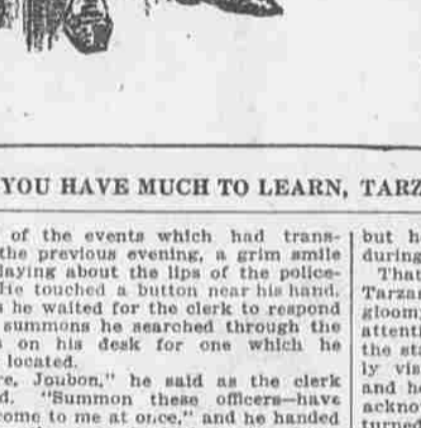 YOU HAVE MUCH TO LEARN, TARZ
of the events which had trans-
the previous evening, a grim smile
laying about the lips of the police-
He touched a button near his hand.
s he waited for the clerk to respond
summons he searched through the
s on his desk for one which he
located.
re, Joubon," he said as the clerk
d. "Summon these officers—have
come to me at once," and he handed
but h
during
That
Tarzan
gloomy
attenti
the sta
ly vis
and he
ackno
turned